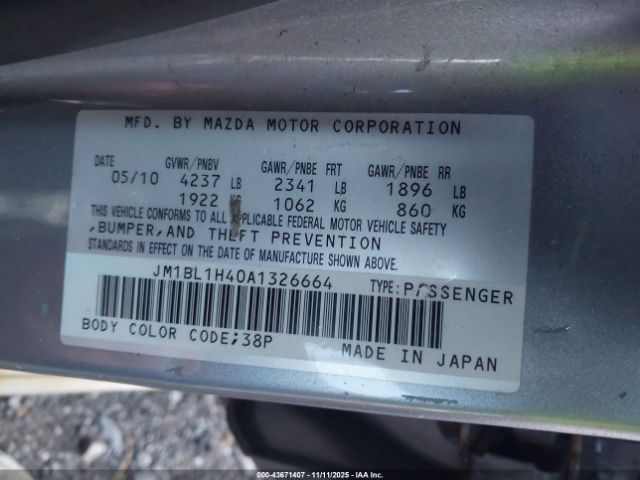 MFD. BY MAZDA MOTOR CORPORATION
DATE GVWR/PNBV GAWR/PNBE FRT GAWR/PNBE RR
05/10 4237 LB 2341 LB 1896 LB
1922 KG 1062 KG 860 KG
THIS VEHICLE CONFORMS TO ALL APPLICABLE FEDERAL MOTOR VEHICLE SAFETY
,BUMPER,AND THEFT PREVENTION
STANDARDS IN EFFECT ON THE DATE OF MANUFACTURE SHOWN ABOVE.
JM1BL1H40A1326664 TYPE:PASSENGER
BODY COLOR CODE;38P MADE IN JAPAN
000-43671407 - 11/11/2025 - IAA.com